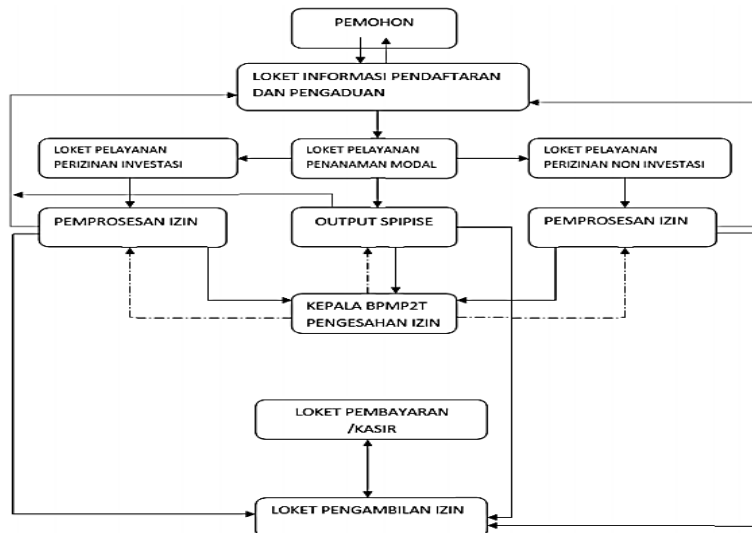 PEMOHON
LOKET INFORMASI PENDAFTARAN
DAN PENGADUAN
LOKET PELAYANAN
PERIZINAN INVESTASI
LOKET PELAYANAN
PENANAMAN MODAL
LOKET PELAYANAN
PERIZINAN NON INVESTASI
PEMPROSESAN IZIN
OUTPUT SPIPISE
PEMPROSESAN IZIN
KEPALA BPMP2T
PENGESAHAN IZIN
LOKET PEMBAYARAN
/KASIR
LOKET PENGAMBILAN IZIN